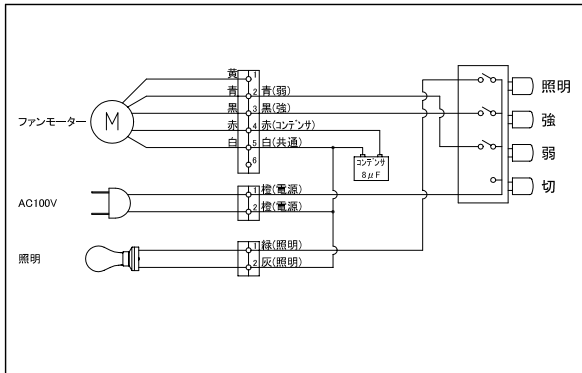 黄 1
青 2 青(弱)
黒 3 黒(強)
赤 4 赤(コンデンサ)
白 5 白(共通)
6
ファンモーター
M
コンデンサ
8μF
照明
強
弱
切
AC100V
1 橙(電源)
2 橙(電源)
照明
1 緑(照明)
2 灰(照明)